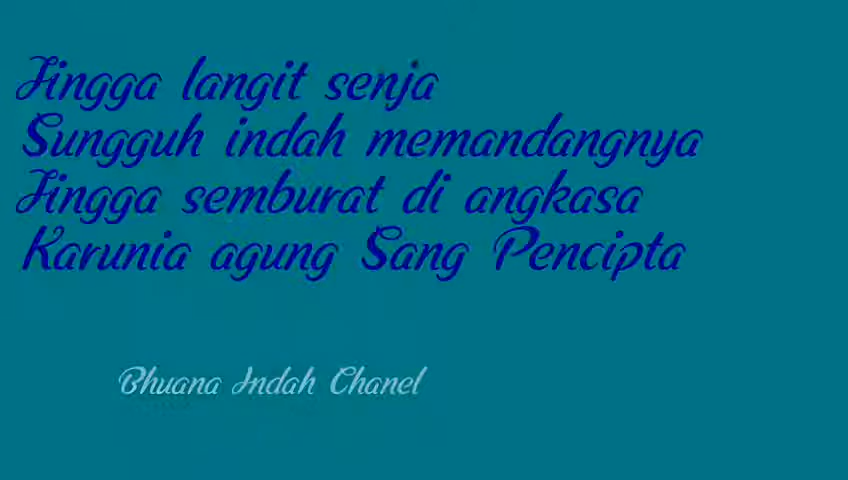 Jingga langit senja
Sungguh indah memandangnya
Jingga semburat di angkasa
Karunia agung Sang Pencipta
Bhuana Indah Chanel